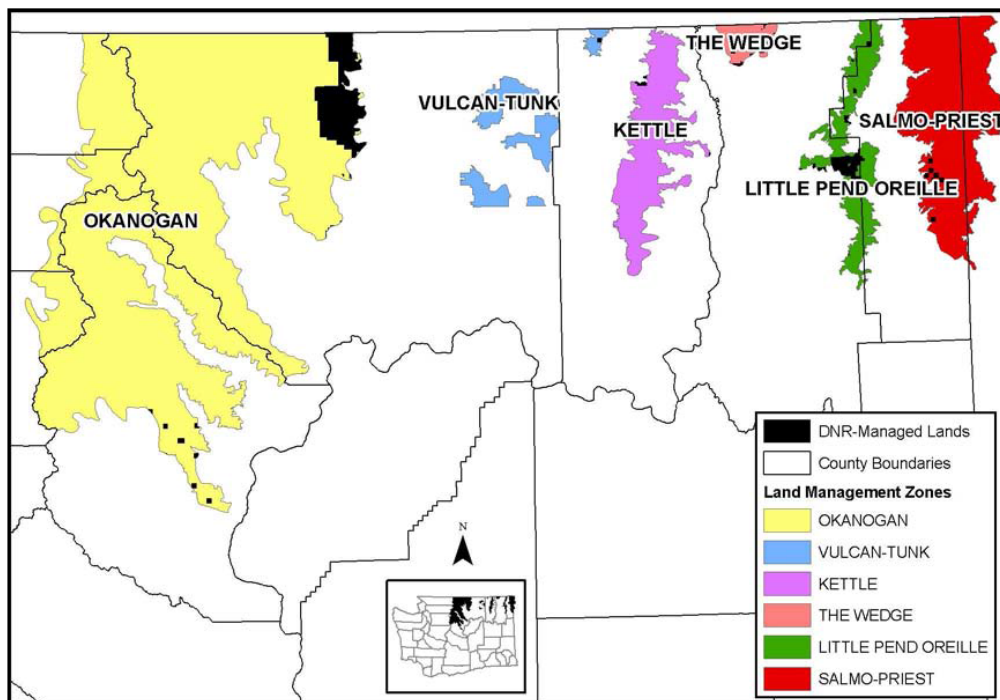 THE WEDGE
VULCAN-TUNK
KETTLE
SALMO-PRIEST
LITTLE PEND OREILLE
OKANOGAN
DNR-Managed Lands
County Boundaries
Land Management Zones
OKANOGAN
VULCAN-TUNK
KETTLE
THE WEDGE
LITTLE PEND OREILLE
SALMO-PRIEST
N